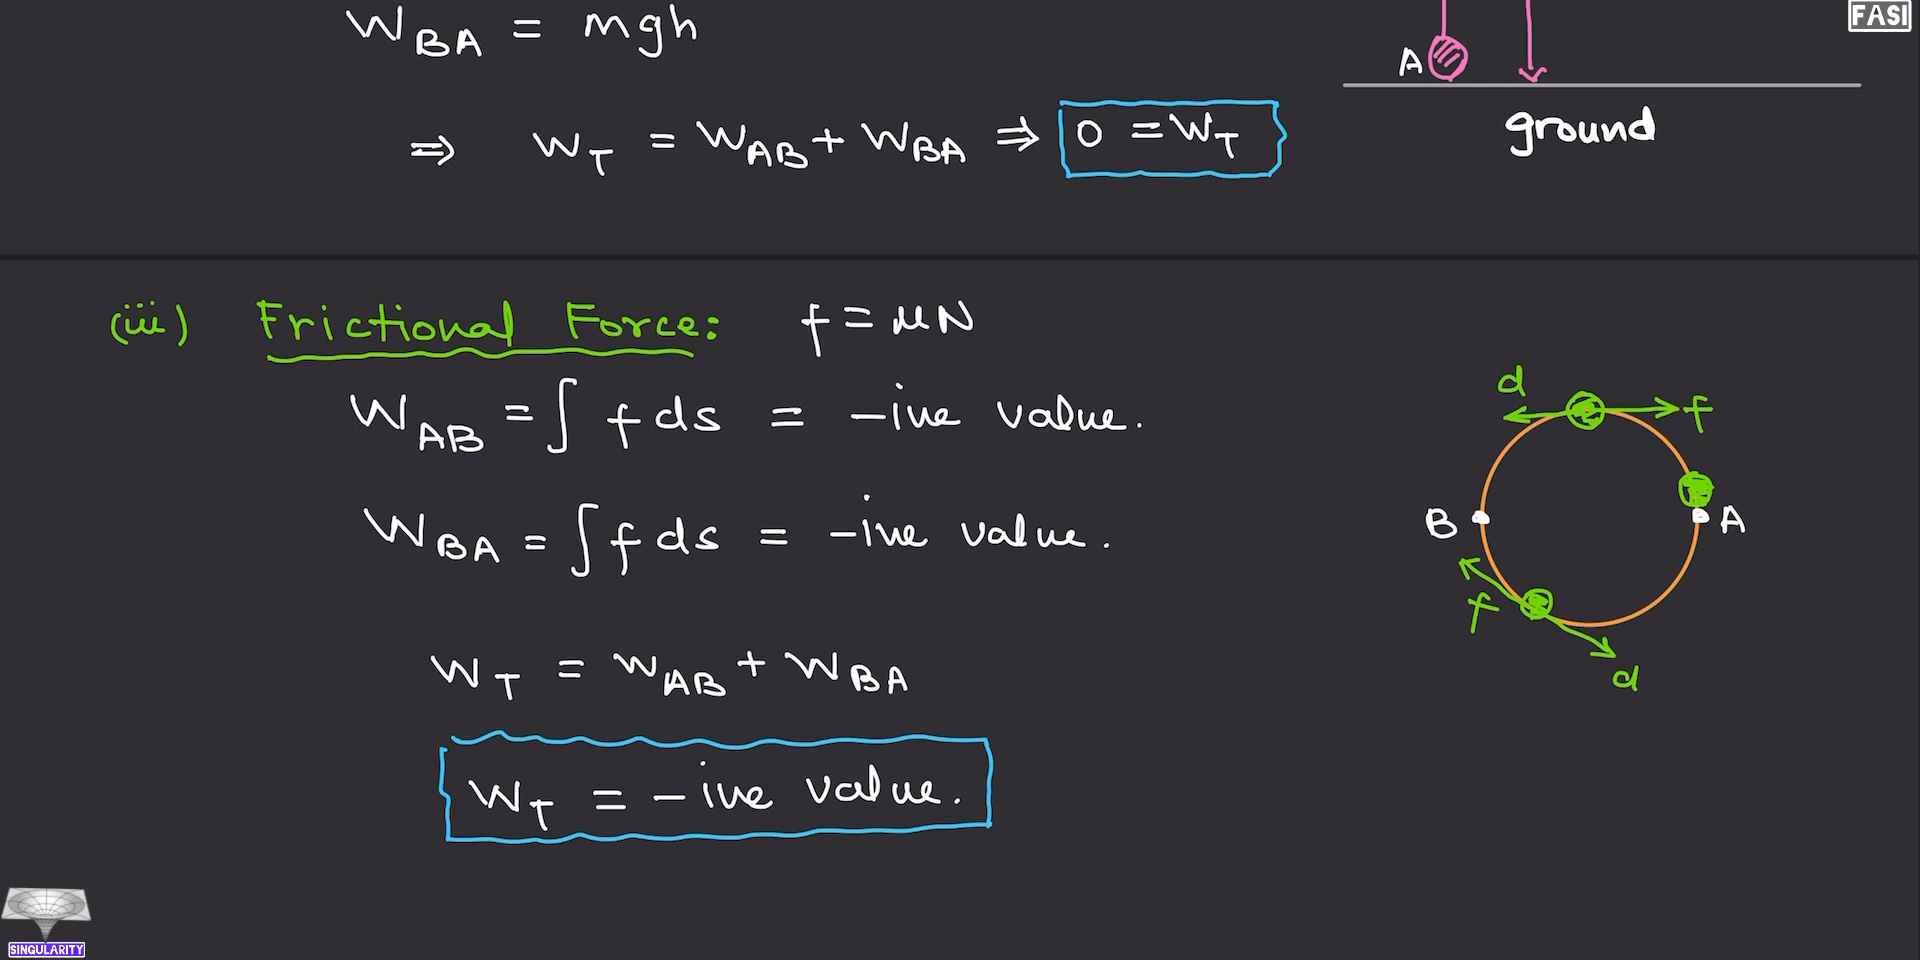 W_BA = mgh
FASI
A
⇒ W_T = W_AB + W_BA ⇒ 0 = W_T
ground
(iii) Frictional Force: f = μN
W_AB = ∫ f ds = -ive value.
W_BA = ∫ f ds = -ive value.
W_T = W_AB + W_BA
W_T = -ive value.
d
f
B
A
f
d
SINGULARITY